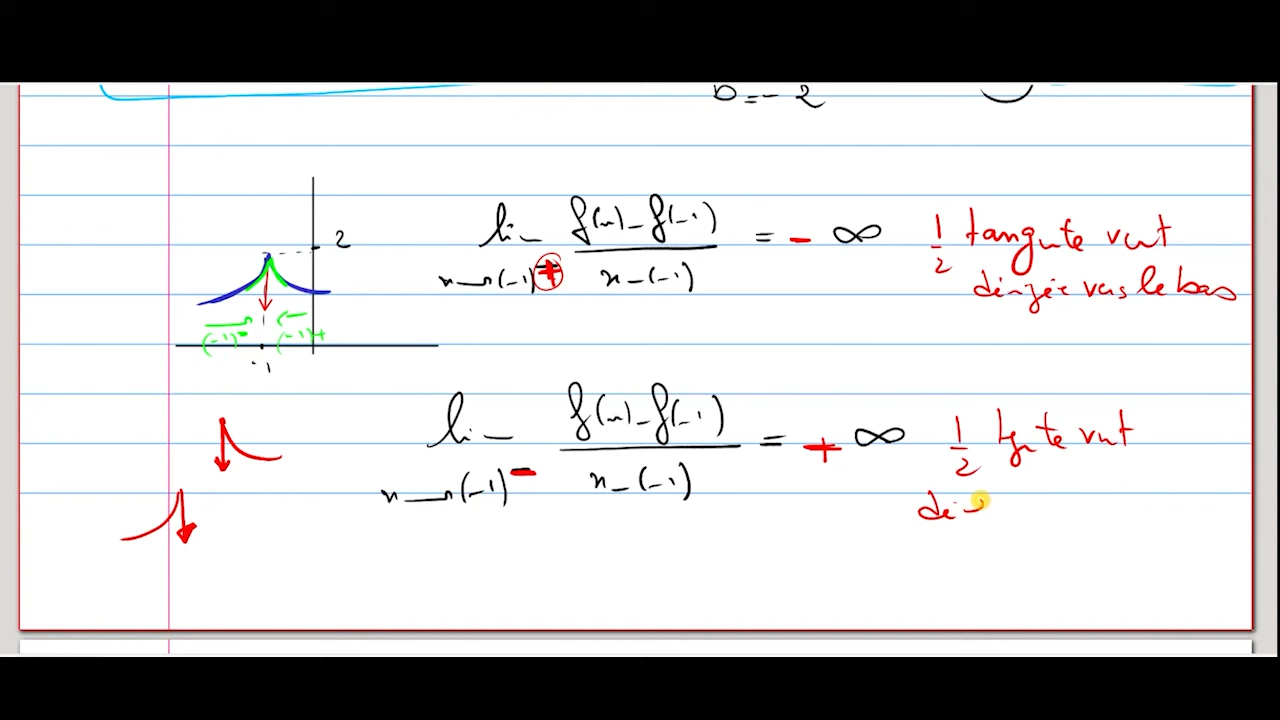 b = -2
2
lim f(x) - f(-1) / x - (-1) = - ∞
x → (-1)+
1/2 tangente vert
dirigée vers le bas
(-1)- (-1)+
-1
lim f(x) - f(-1) / x - (-1) = + ∞
x → (-1)-
1/2 tgte vert
di